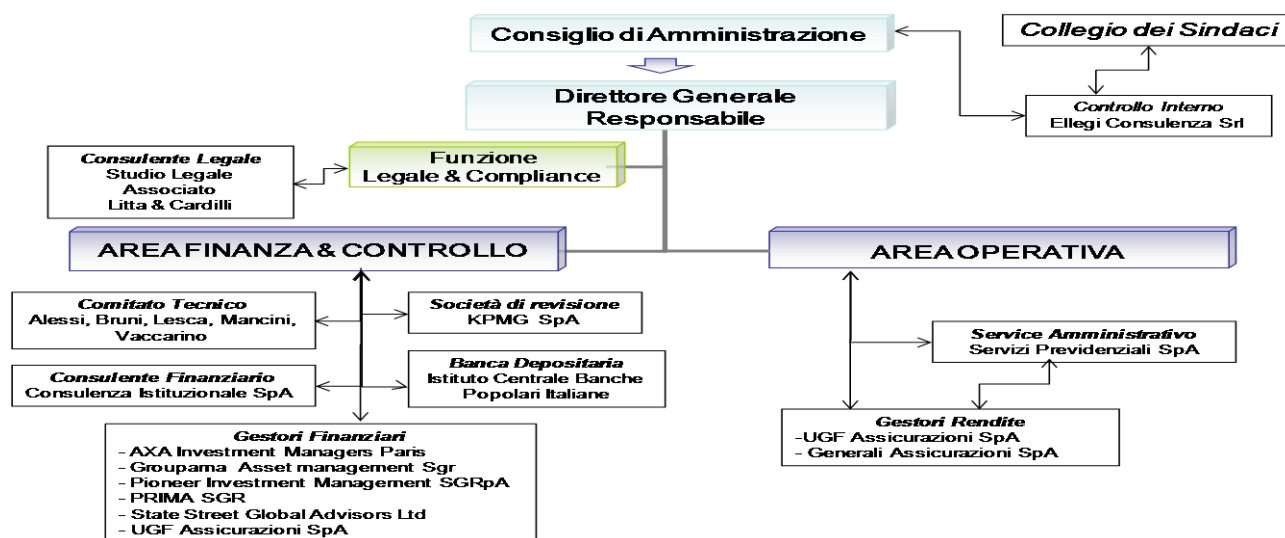 Consiglio di Amministrazione
Collegio dei Sindaci
Direttore Generale
Responsabile
Controllo Interno
Ellegi Consulenza Srl
Consulente Legale
Studio Legale
Associato
Litta & Cardilli
Funzione
Legale & Compliance
AREA FINANZA & CONTROLLO
AREA OPERATIVA
Comitato Tecnico
Alessi, Bruni, Lesca, Mancini,
Vaccarino
Società di revisione
KPMG SpA
Service Amministrativo
Servizi Previdenziali SpA
Consulente Finanziario
Consulenza Istituzionale SpA
Banca Depositaria
Istituto Centrale Banche
Popolari Italiane
Gestori Rendite
-UGF Assicurazioni SpA
- Generali Assicurazioni SpA
Gestori Finanziari
- AXA Investment Managers Paris
- Groupama Asset management Sgr
- Pioneer Investment Management SGRpA
- PRIMA SGR
- State Street Global Advisors Ltd
- UGF Assicurazioni SpA